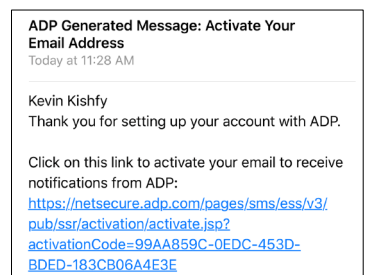 ADP Generated Message: Activate Your
Email Address
Today at 11:28 AM
Kevin Kishfy
Thank you for setting up your account with ADP.
Click on this link to activate your email to receive
notifications from ADP:
https://netsecure.adp.com/pages/sms/ess/v3/
pub/ssr/activation/activate.jsp?
activationCode=99AA859C-0EDC-453D-
BDED-183CB06A4E3E